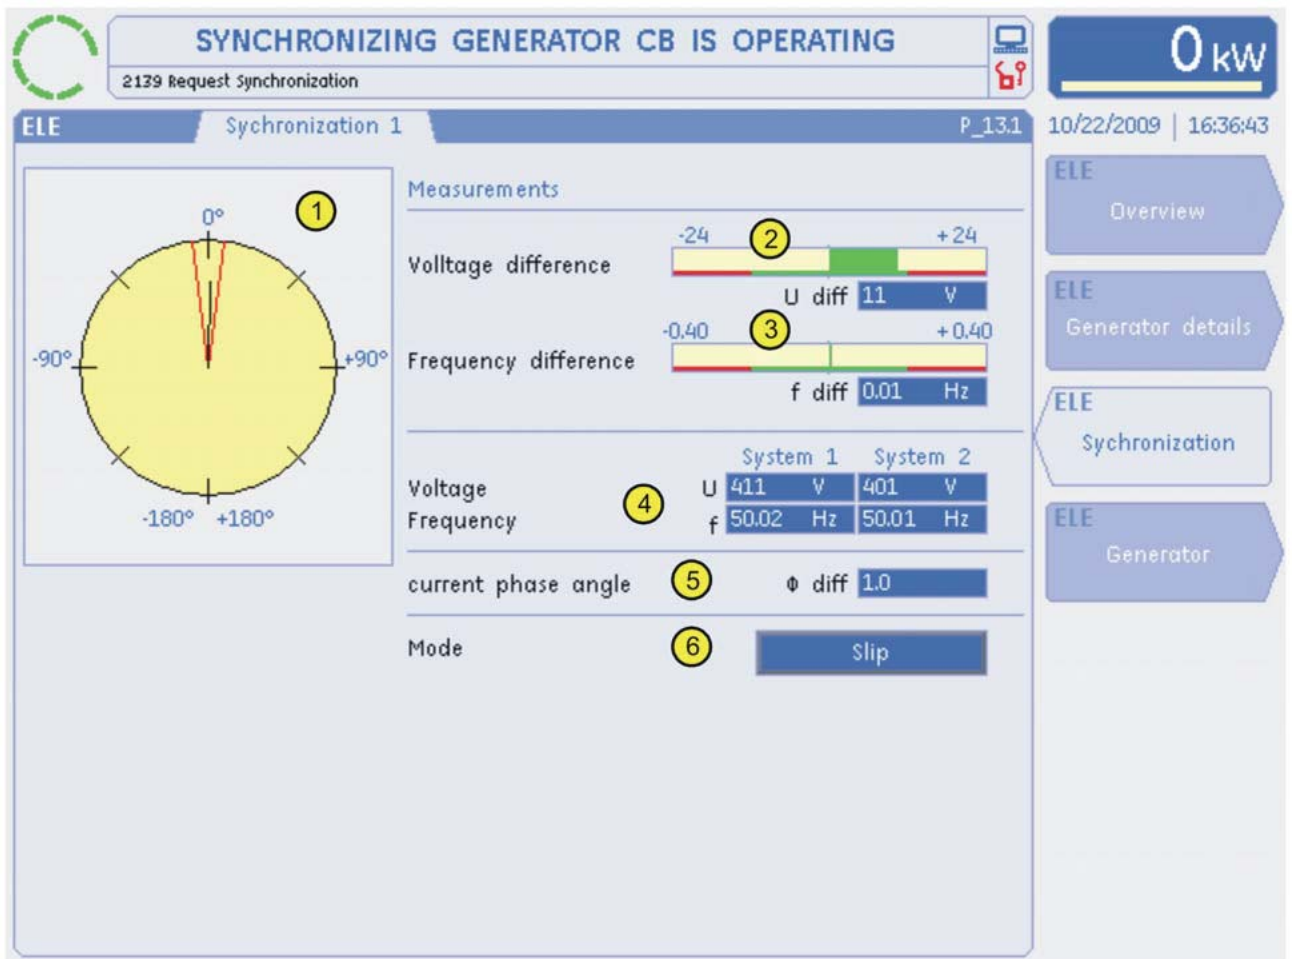 SYNCHRONIZING GENERATOR CB IS OPERATING
2139 Request Synchronization
0 kW
ELE
Sychronization 1
P_13.1
10/22/2009 | 16:36:43
1
0°
-90°
+90°
-180° +180°
Measurements
Volltage difference
-24
2
+24
U diff 11 V
Frequency difference
-0.40
3
+0.40
f diff 0.01 Hz
System 1 System 2
Voltage U 411 V 401 V
4
Frequency f 50.02 Hz 50.01 Hz
current phase angle 5 Φ diff 1.0
Mode 6 Slip
ELE
Overview
ELE
Generator details
ELE
Sychronization
ELE
Generator